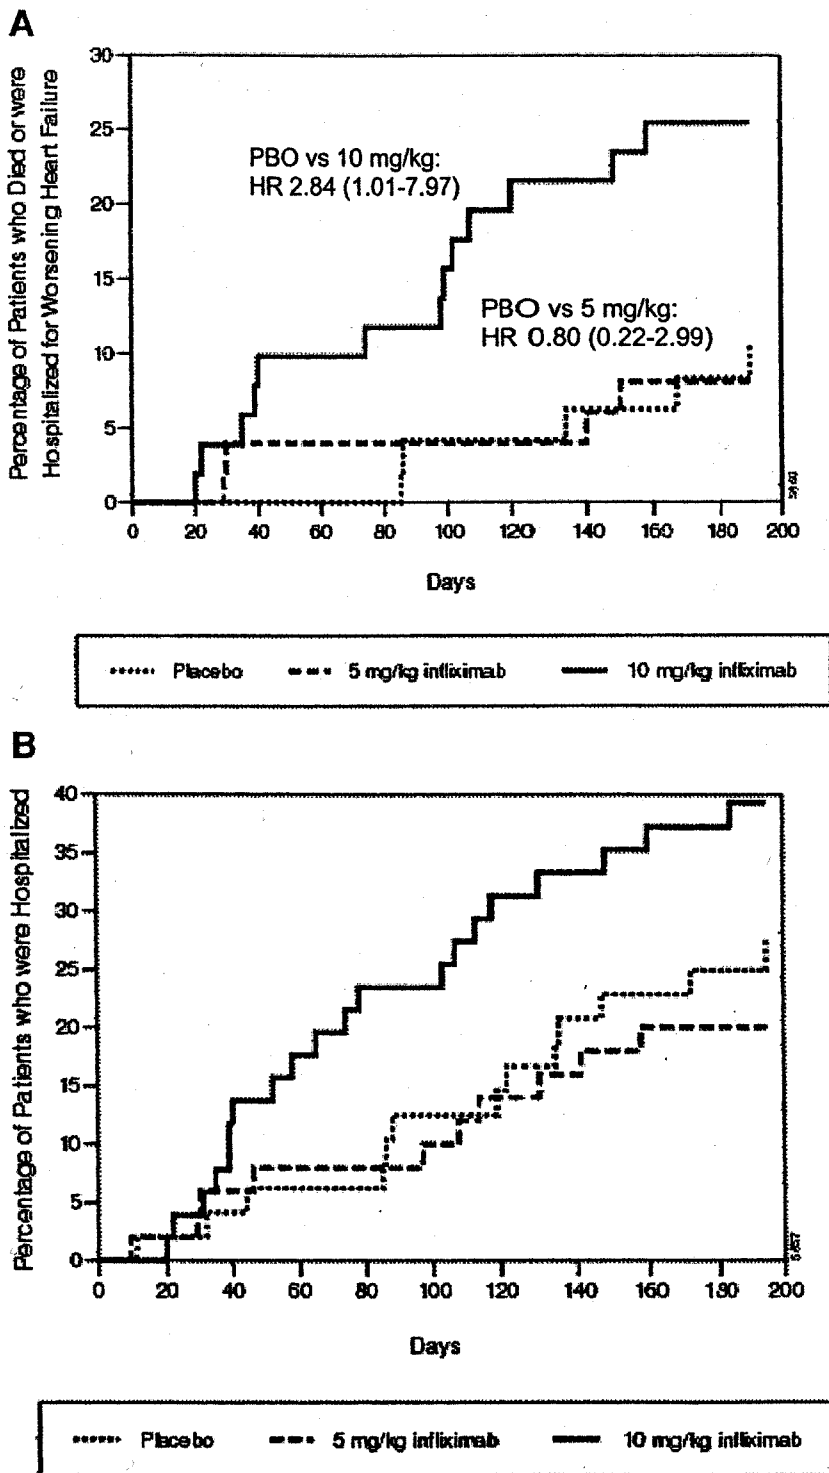 A
Percentage of Patients who Died or were
Hospitalized for Worsening Heart Failure
30
25
20
15
10
5
0
PBO vs 10 mg/kg:
HR 2.84 (1.01-7.97)
PBO vs 5 mg/kg:
HR 0.80 (0.22-2.99)
0 20 40 60 80 100 120 140 160 180 200
Days
Placebo 5 mg/kg infliximab 10 mg/kg infliximab
B
Percentage of Patients who were Hospitalized
40
35
30
25
20
15
10
5
0
0 20 40 60 80 100 120 140 160 180 200
Days
Placebo 5 mg/kg infliximab 10 mg/kg infliximab